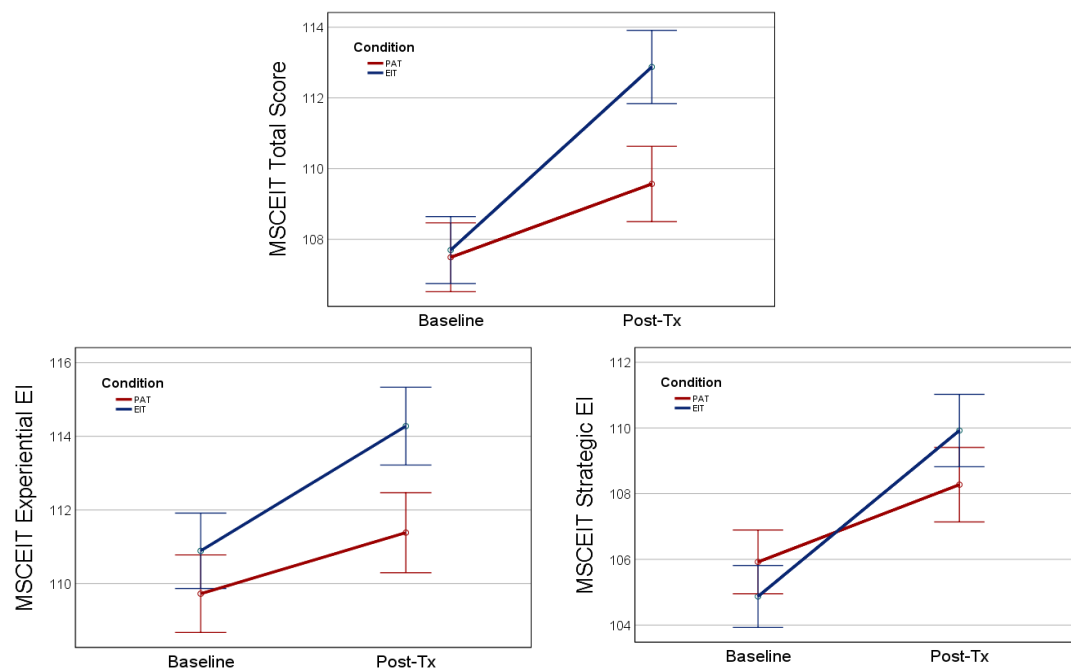 MSCEIT Total Score
114
112
110
108
Condition
PAT
EIT
Baseline Post-Tx
MSCEIT Experiential EI
116
114
112
110
Condition
PAT
EIT
Baseline Post-Tx
MSCEIT Strategic EI
112
110
108
106
104
Condition
PAT
EIT
Baseline Post-Tx